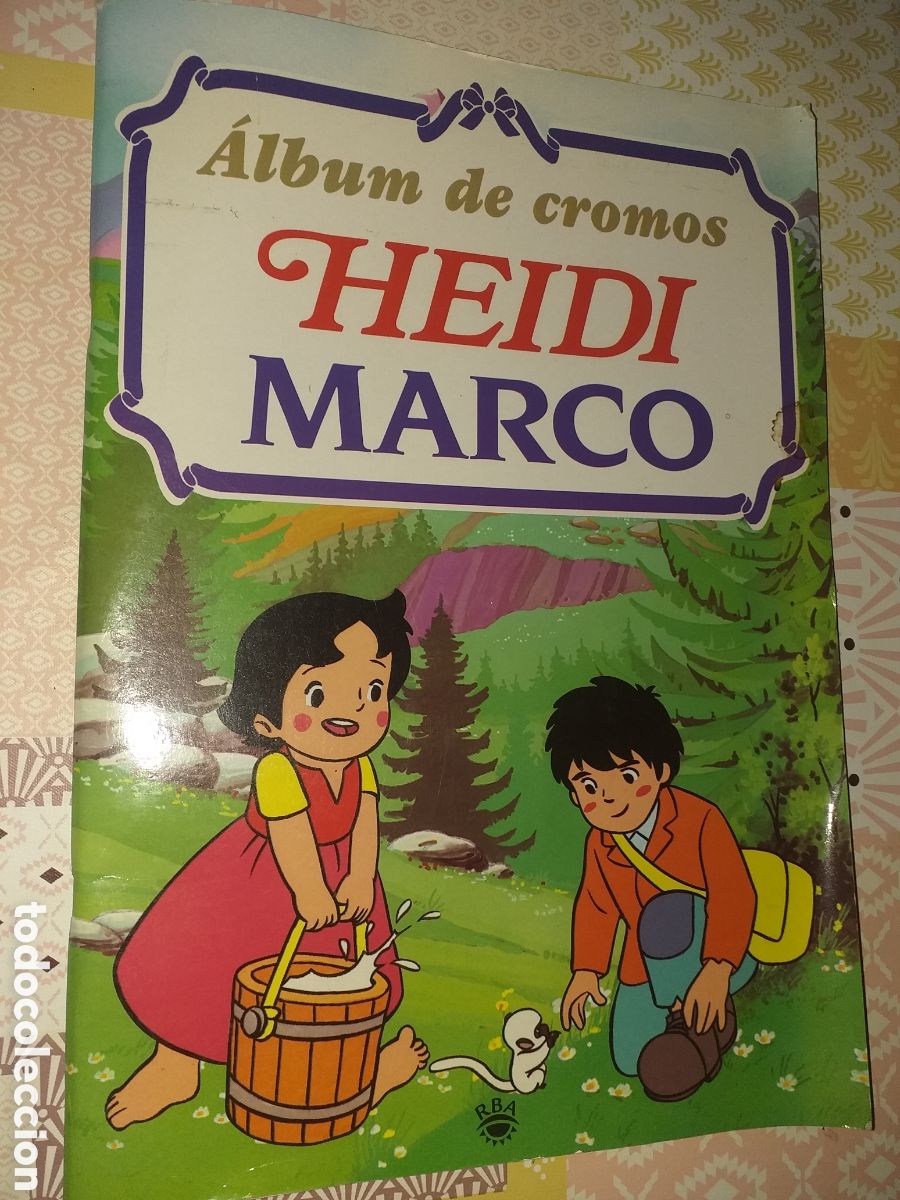 Álbum de cromos
HEIDI
MARCO
RBA
todocoleccion